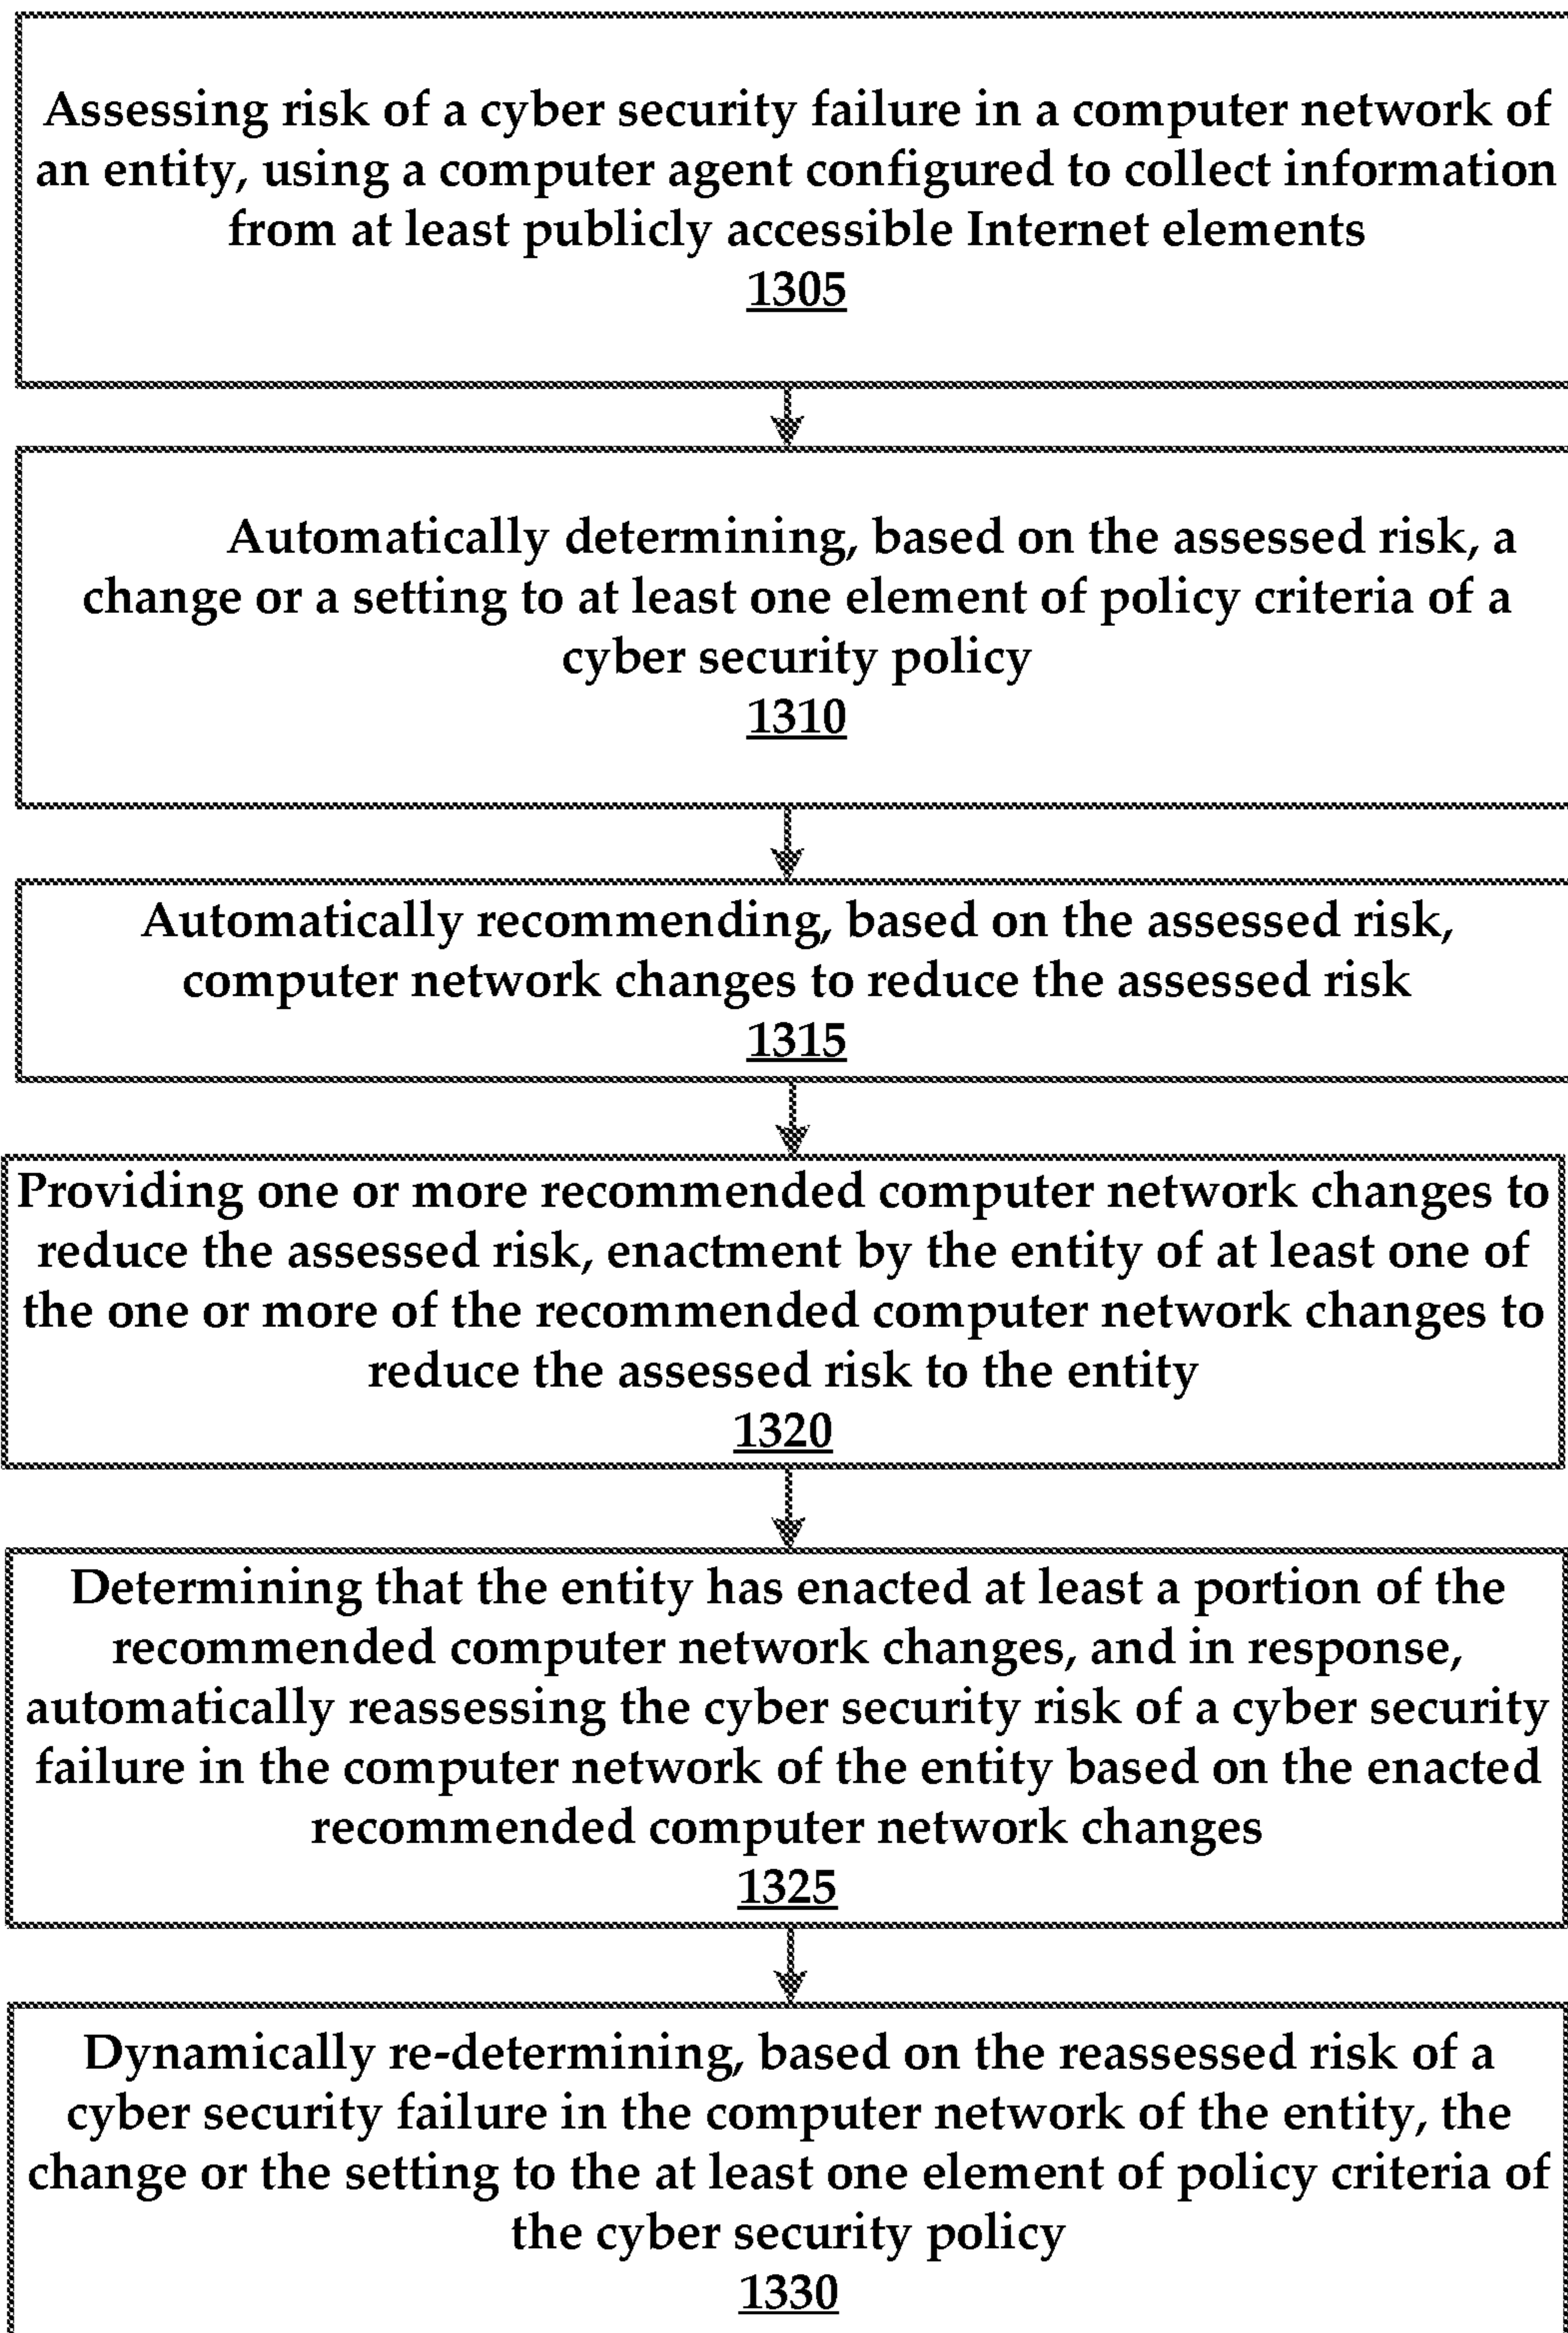 Assessing risk of a cyber security failure in a computer network of
an entity, using a computer agent configured to collect information
from at least publicly accessible Internet elements
1305
Automatically determining, based on the assessed risk, a
change or a setting to at least one element of policy criteria of a
cyber security policy
1310
Automatically recommending, based on the assessed risk,
computer network changes to reduce the assessed risk
1315
Providing one or more recommended computer network changes to
reduce the assessed risk, enactment by the entity of at least one of
the one or more of the recommended computer network changes to
reduce the assessed risk to the entity
1320
Determining that the entity has enacted at least a portion of the
recommended computer network changes, and in response,
automatically reassessing the cyber security risk of a cyber security
failure in the computer network of the entity based on the enacted
recommended computer network changes
1325
Dynamically re-determining, based on the reassessed risk of a
cyber security failure in the computer network of the entity, the
change or the setting to the at least one element of policy criteria of
the cyber security policy
1330